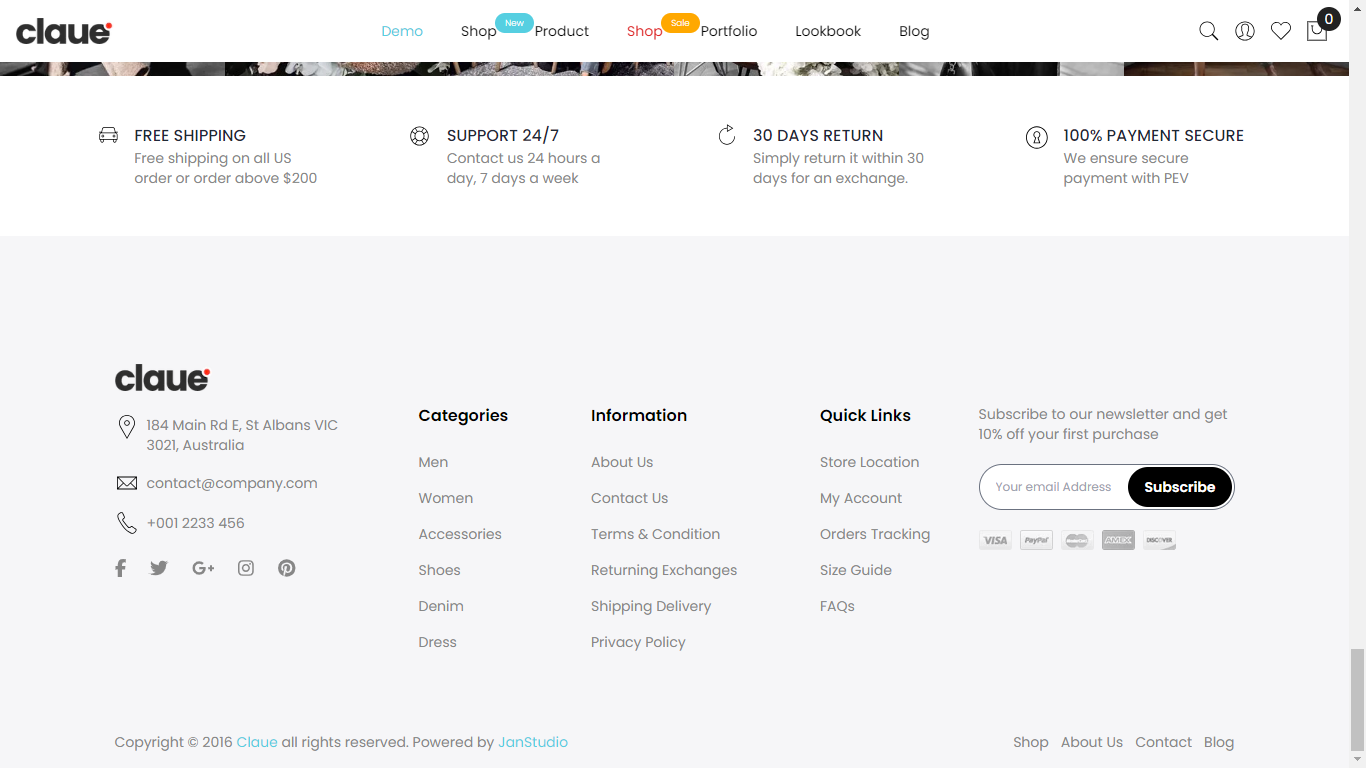 claue
Demo
Shop
New
Product
Shop
Sale
Portfolio
Lookbook
Blog
0
FREE SHIPPING
Free shipping on all US
order or order above $200
SUPPORT 24/7
Contact us 24 hours a
day, 7 days a week
30 DAYS RETURN
Simply return it within 30
days for an exchange.
100% PAYMENT SECURE
We ensure secure
payment with PEV
claue
184 Main Rd E, St Albans VIC
3021, Australia
contact@company.com
+001 2233 456
Categories
Men
Women
Accessories
Shoes
Denim
Dress
Information
About Us
Contact Us
Terms & Condition
Returning Exchanges
Shipping Delivery
Privacy Policy
Quick Links
Store Location
My Account
Orders Tracking
Size Guide
FAQs
Subscribe to our newsletter and get
10% off your first purchase
Your email Address
Subscribe
VISA
PayPal
MasterCard
AMEX
DISCOVER
Copyright © 2016 Claue all rights reserved. Powered by JanStudio
Shop
About Us
Contact
Blog